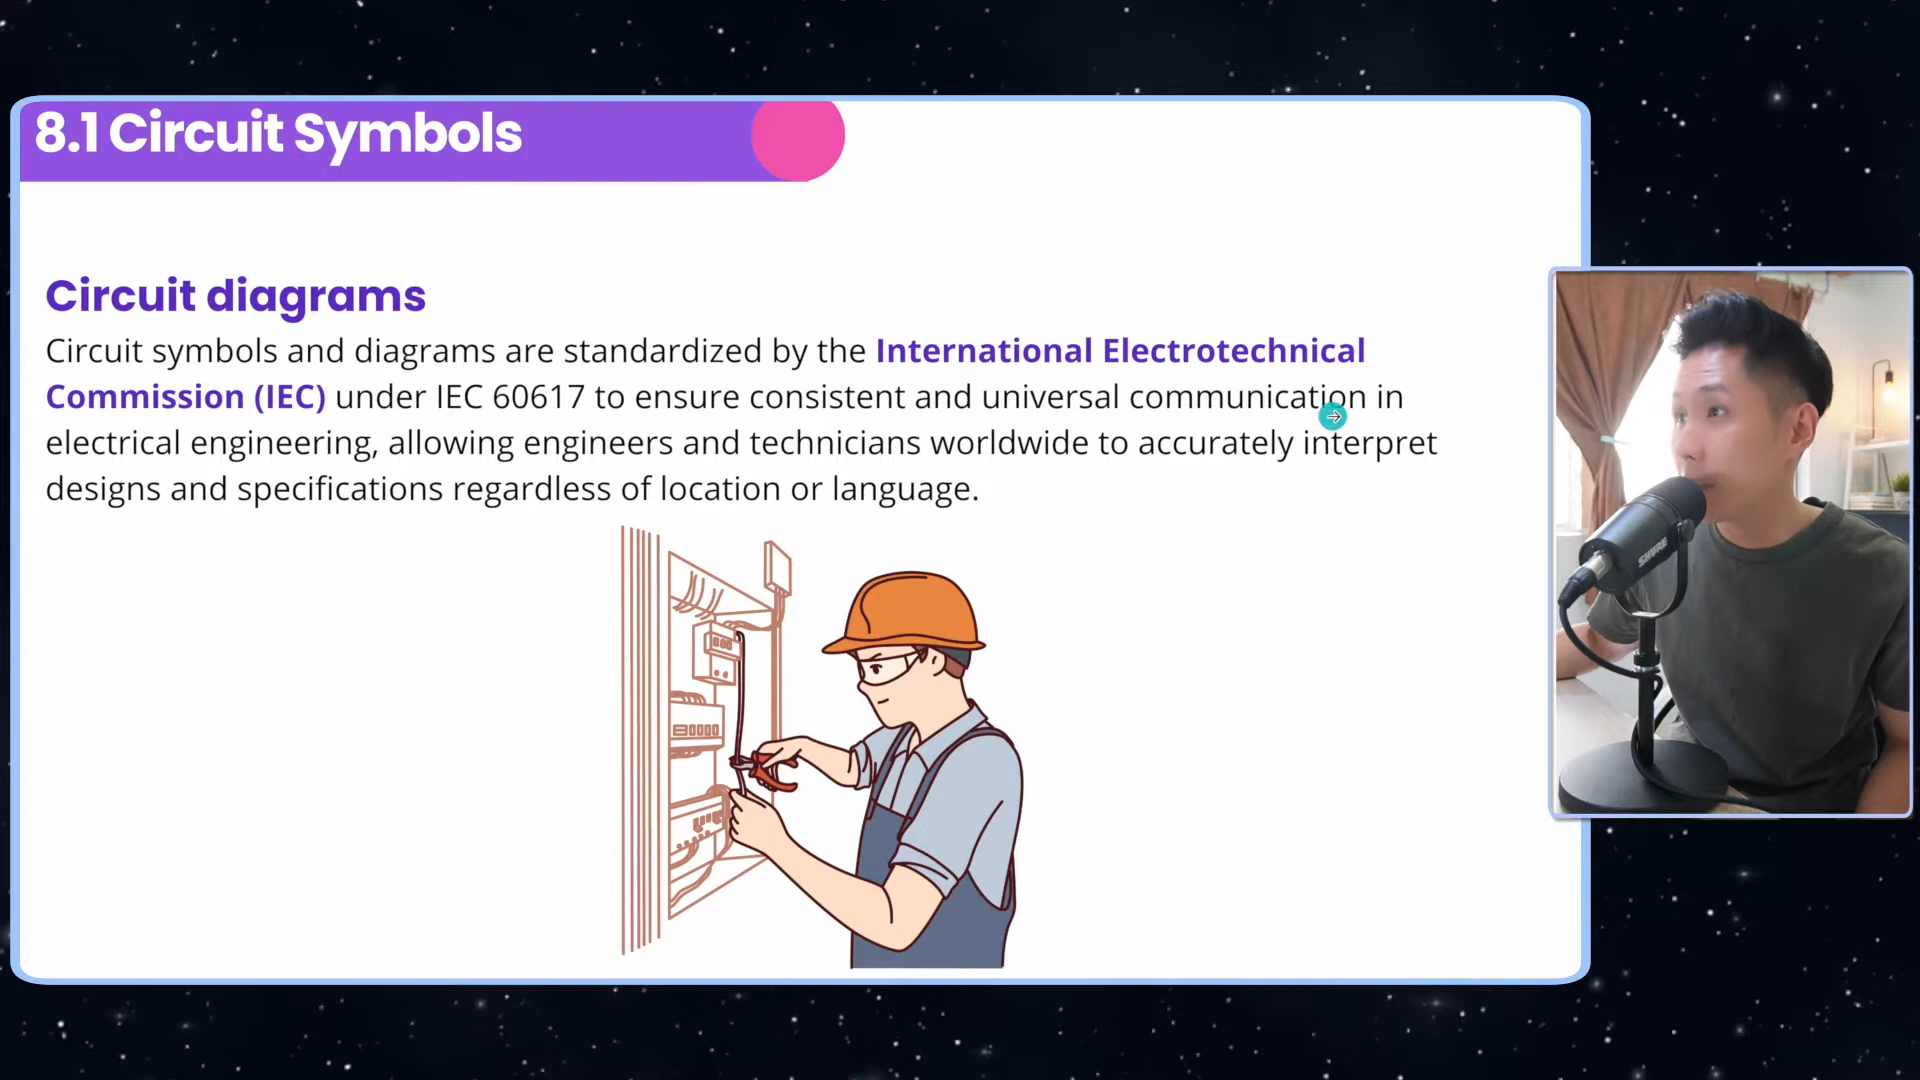 8.1 Circuit Symbols
Circuit diagrams
Circuit symbols and diagrams are standardized by the International Electrotechnical
Commission (IEC) under IEC 60617 to ensure consistent and universal communication in
electrical engineering, allowing engineers and technicians worldwide to accurately interpret
designs and specifications regardless of location or language.
SHURE